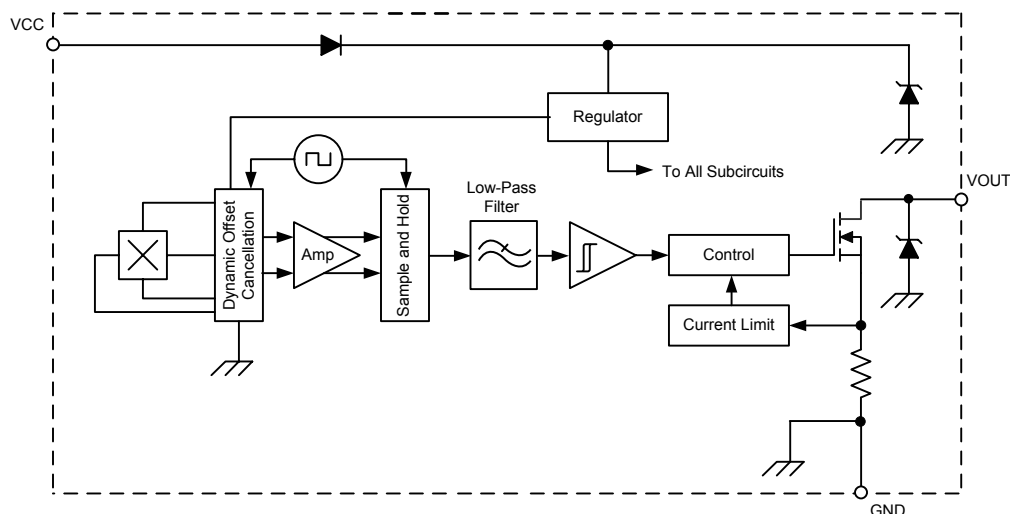 VCC
Regulator
To All Subcircuits
Low-Pass
Filter
VOUT
Dynamic Offset
Cancellation
Amp
Sample and Hold
Control
Current Limit
GND